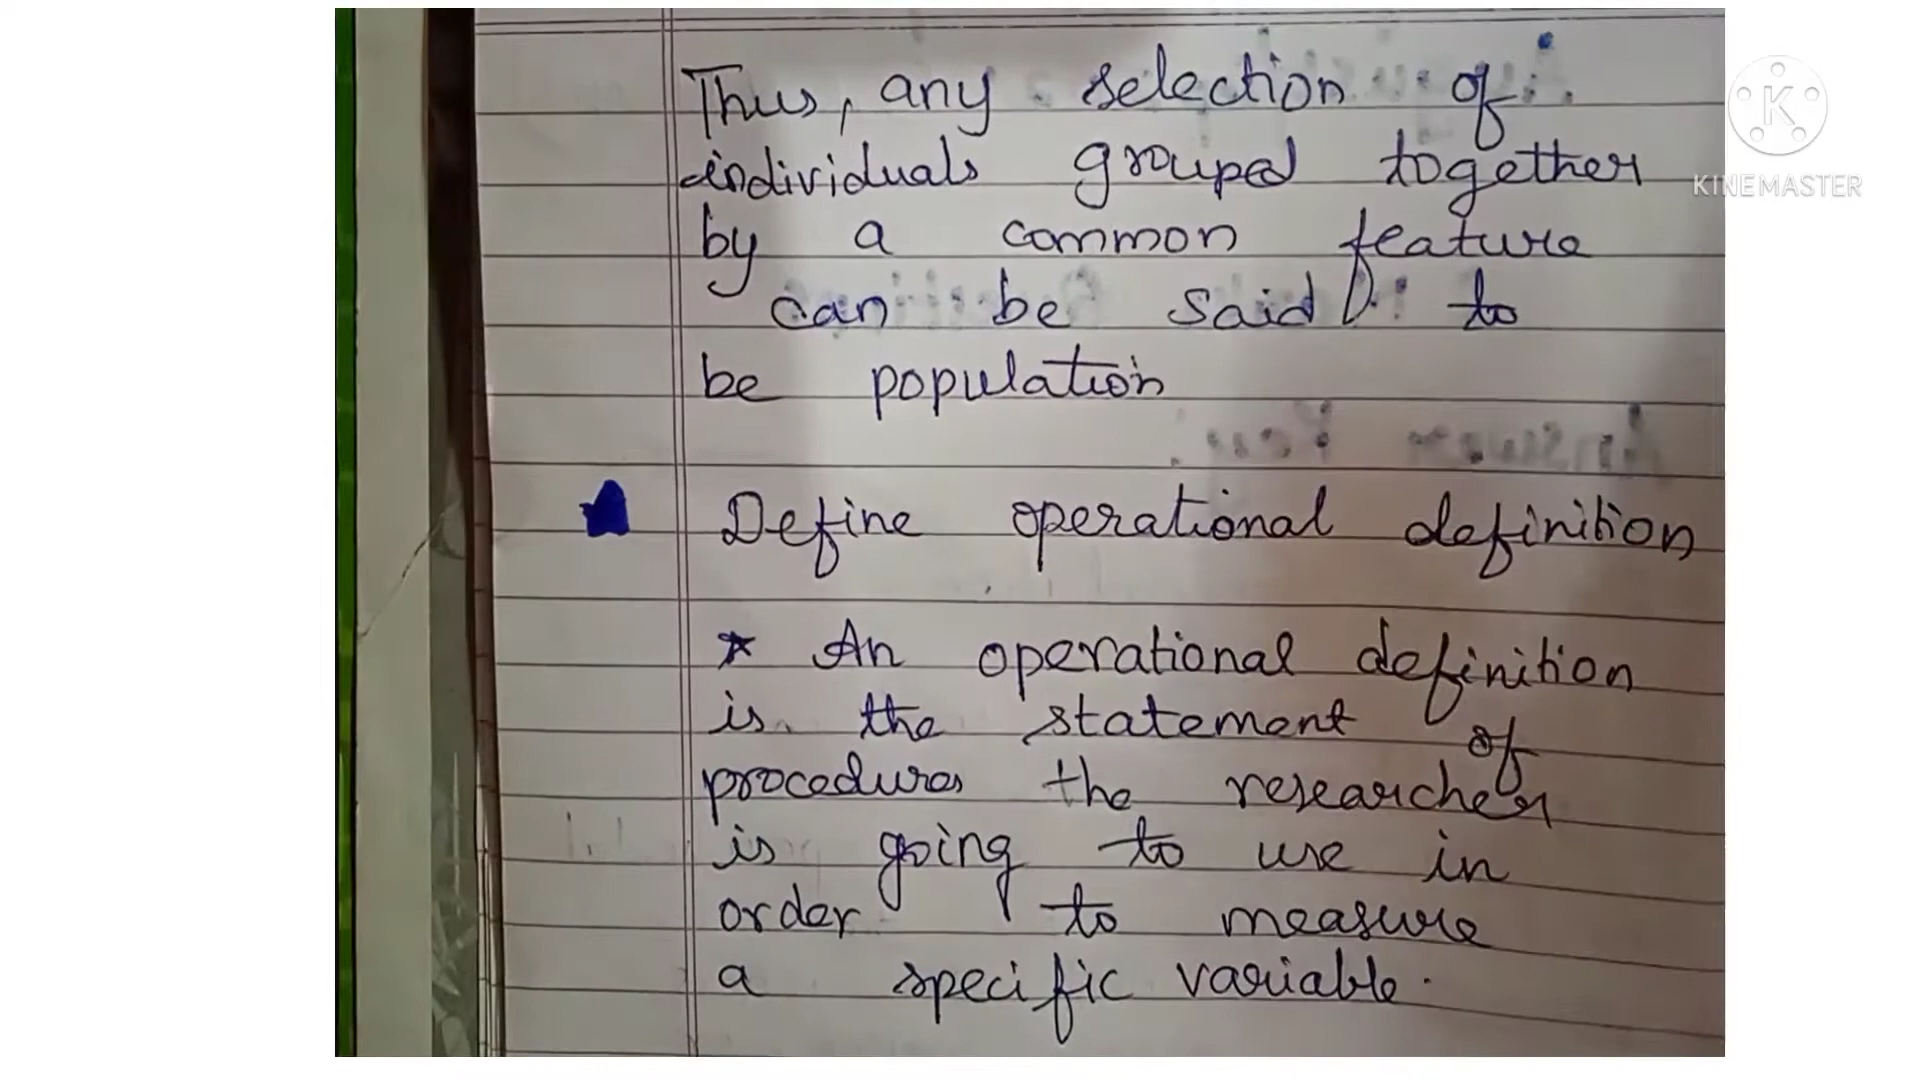 Thus, any selection of
individuals grouped together
by a common feature
can be said to
be population
Define operational definition
* An operational definition
is the statement of
procedures the researcher
is going to use in
order to measure
a specific variable.
KINEMASTER